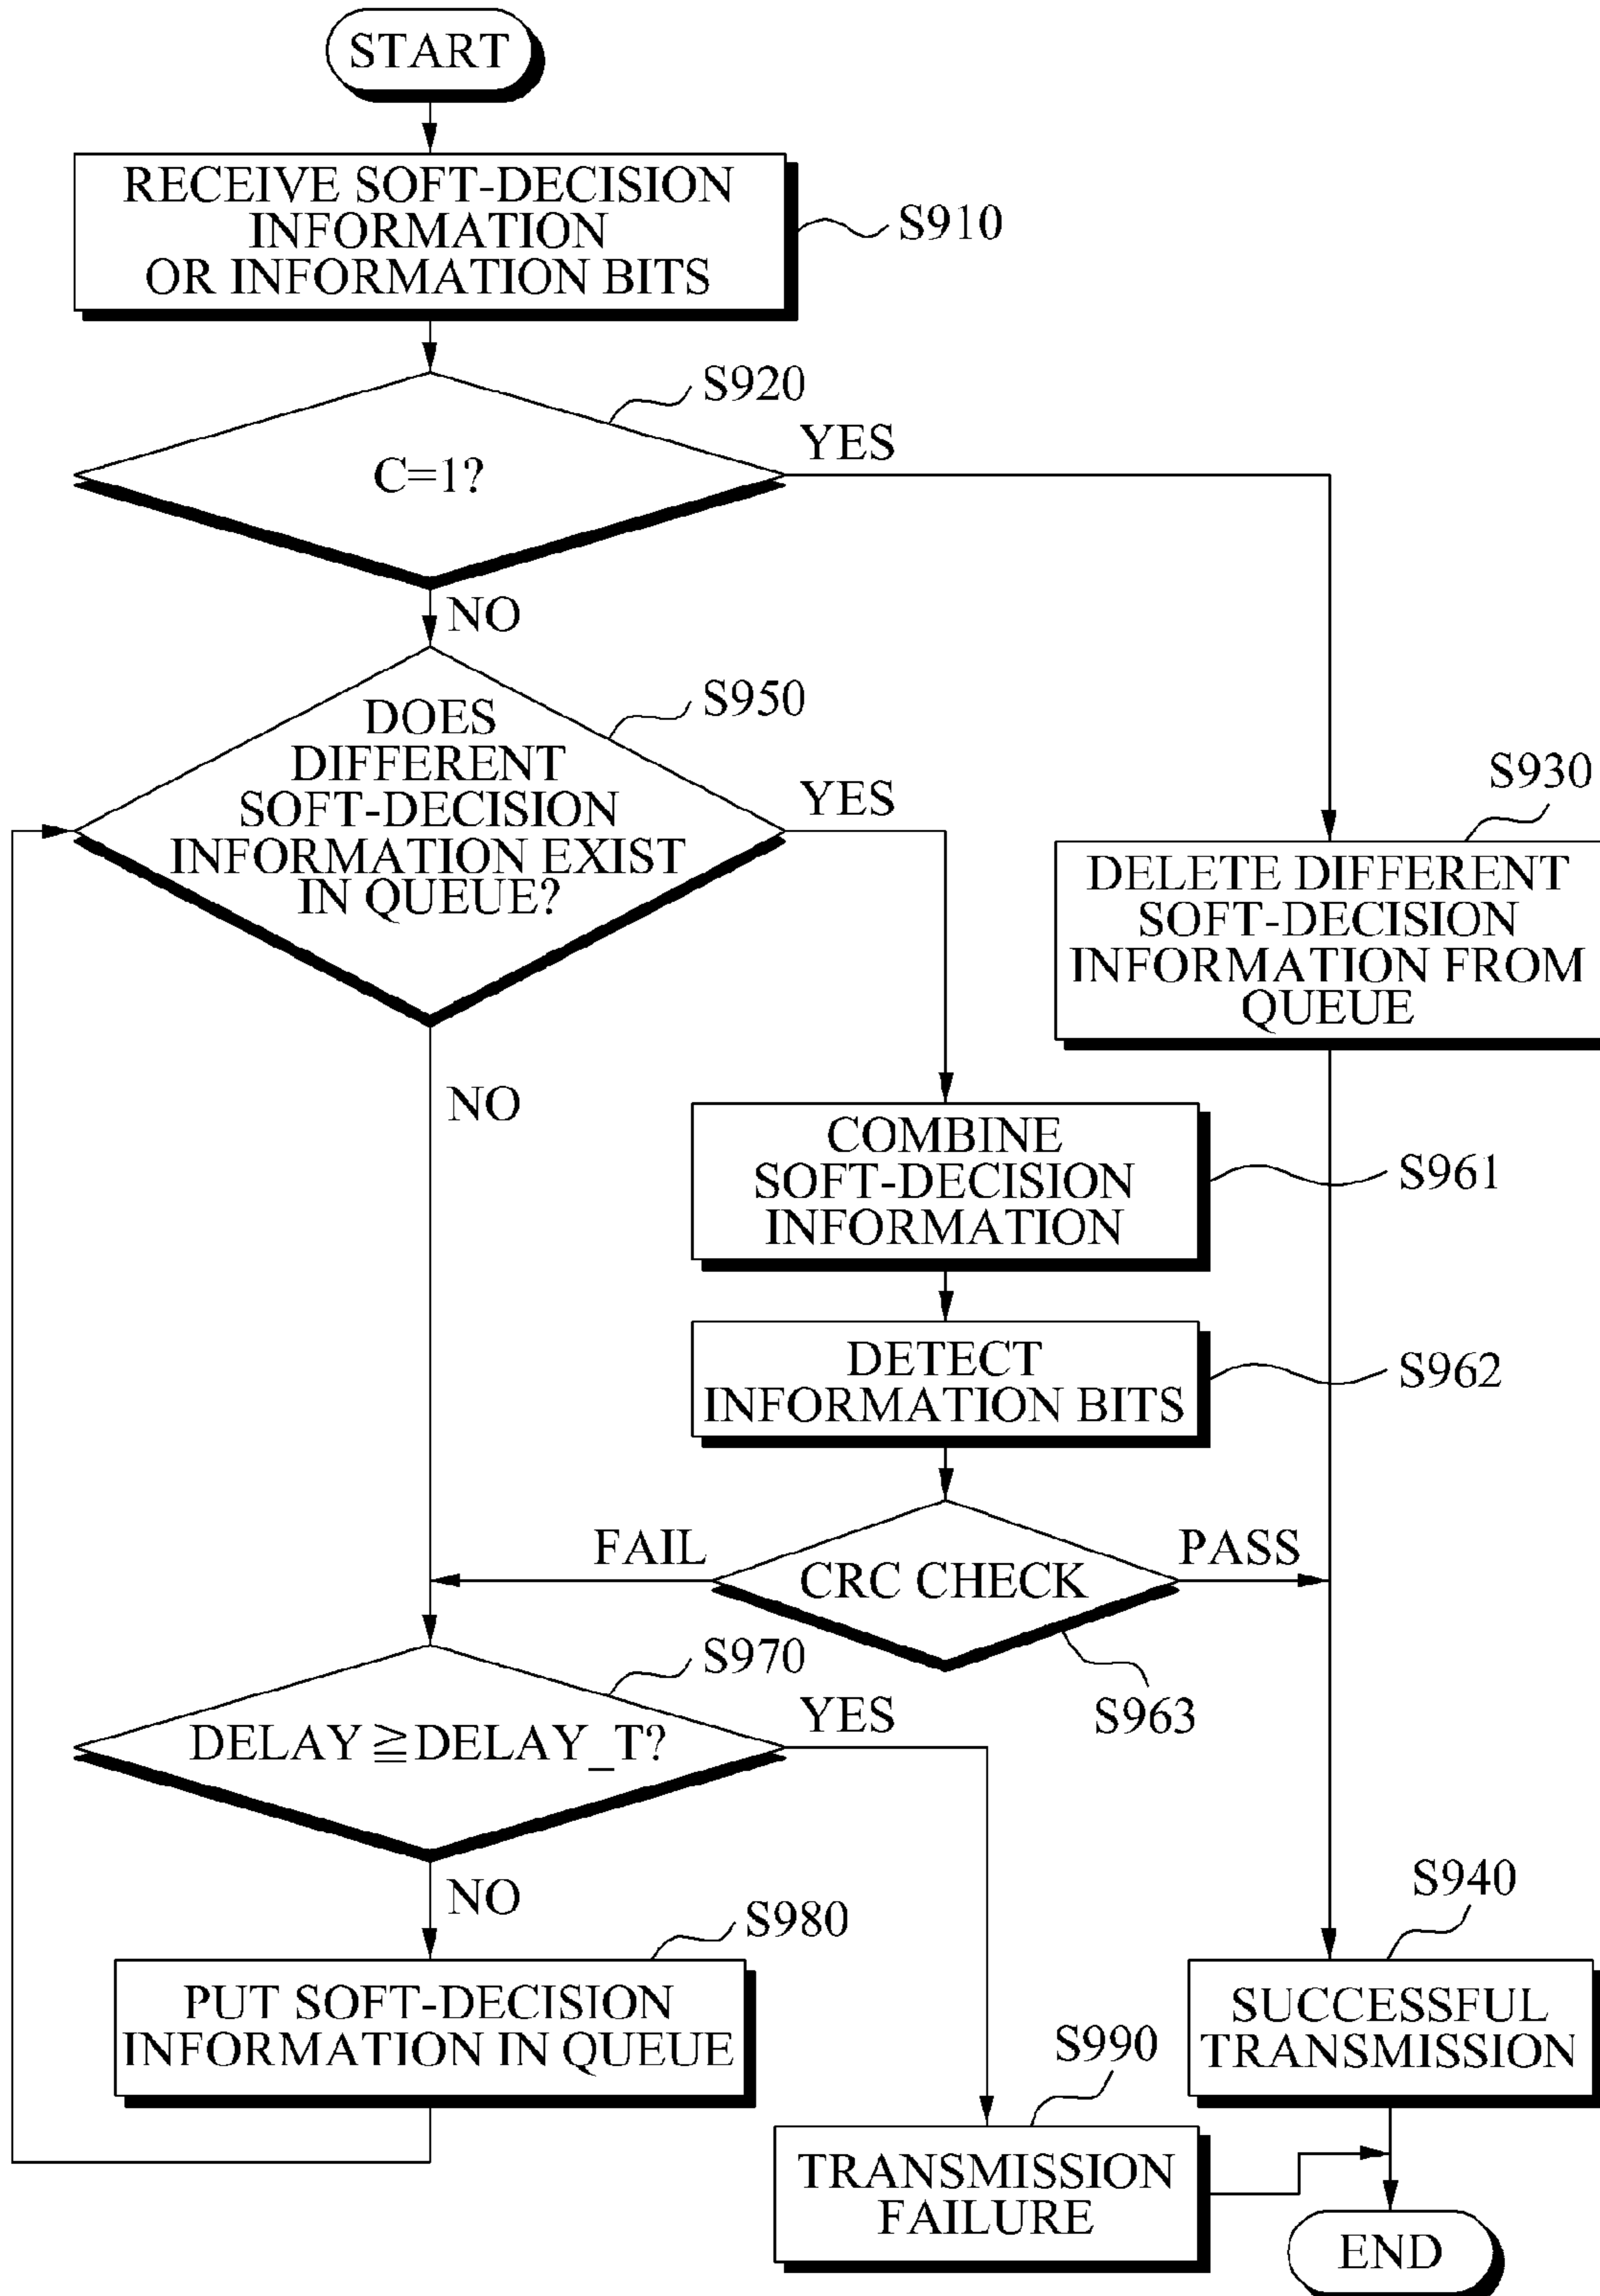 START
RECEIVE SOFT-DECISION
INFORMATION
OR INFORMATION BITS
S910
S920
C=1?
YES
NO
S950
DOES
DIFFERENT
SOFT-DECISION
INFORMATION EXIST
IN QUEUE?
YES
NO
S930
DELETE DIFFERENT
SOFT-DECISION
INFORMATION FROM
QUEUE
COMBINE
SOFT-DECISION
INFORMATION
S961
DETECT
INFORMATION BITS
S962
FAIL
CRC CHECK
PASS
S963
S970
DELAY ≧ DELAY_T?
YES
NO
S980
PUT SOFT-DECISION
INFORMATION IN QUEUE
S940
SUCCESSFUL
TRANSMISSION
S990
TRANSMISSION
FAILURE
END